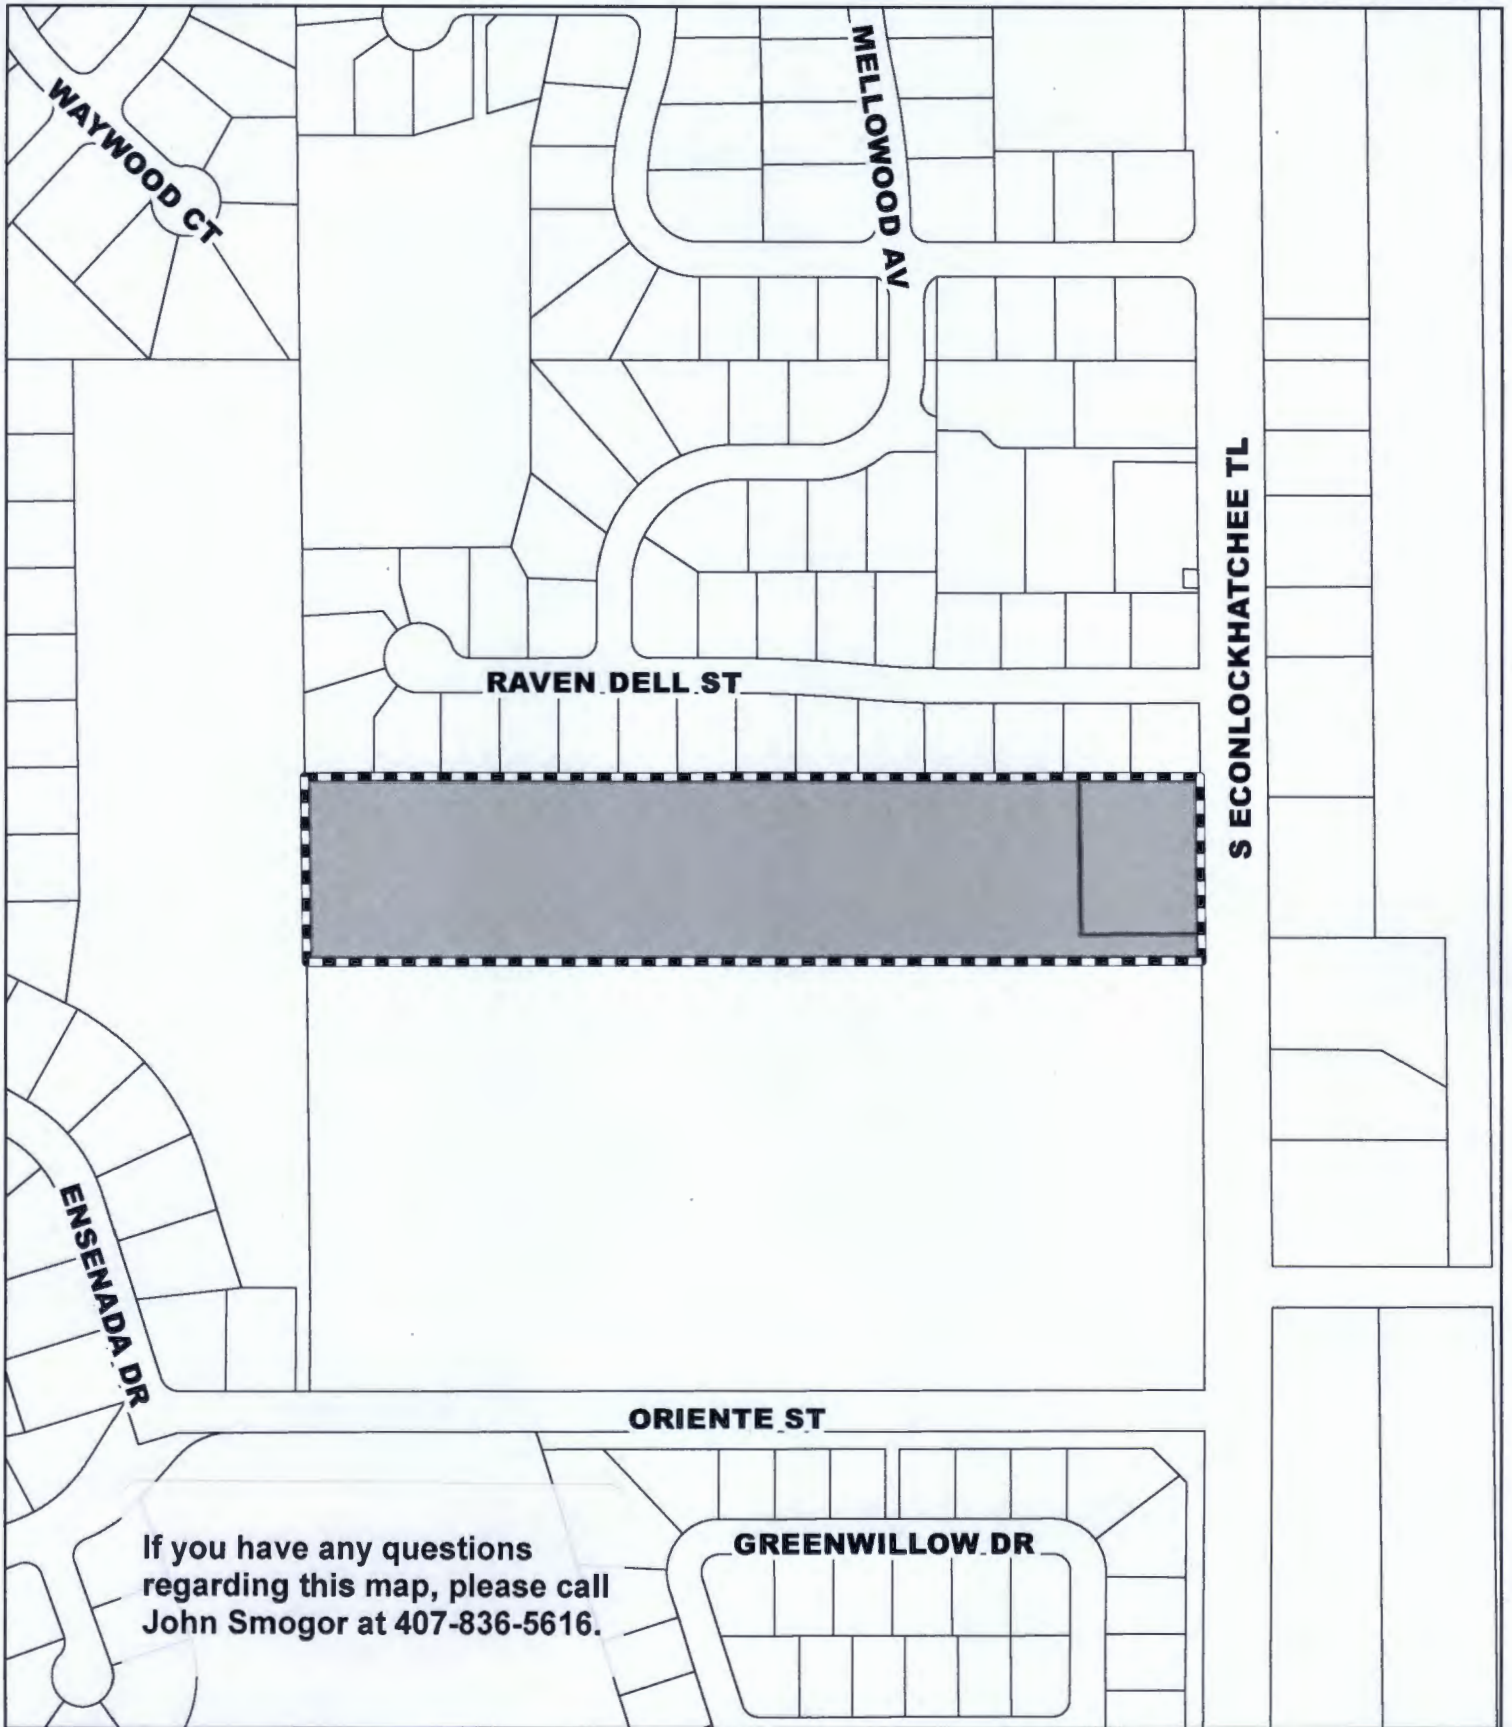 WAYWOOD CT
MELLOWOOD AV
S ECONLOCKHATCHEE TL
RAVEN DELL ST
ENSENADA DR
ORIENTE ST
GREENWILLOW DR
If you have any questions
regarding this map, please call
John Smogor at 407-836-5616.